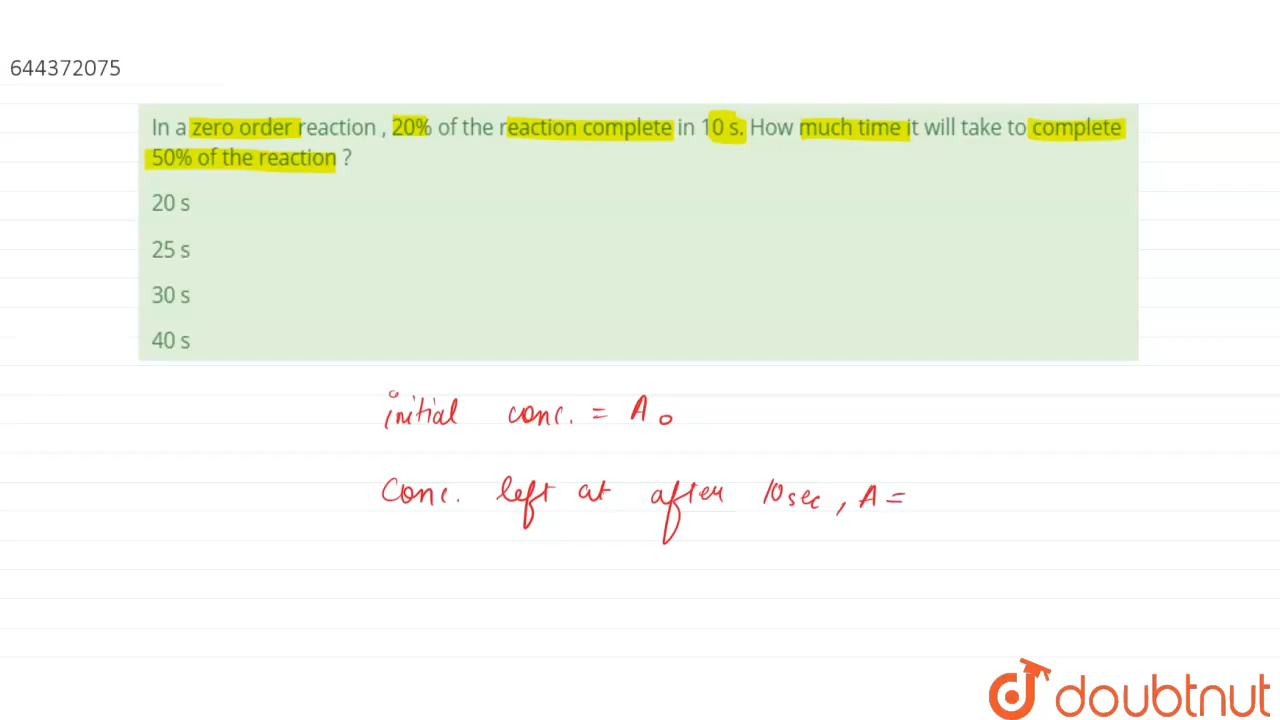 644372075
In a zero order reaction , 20% of the reaction complete in 10 s. How much time it will take to complete
50% of the reaction ?
20 s
25 s
30 s
40 s
initial conc. = A0
Conc. left at after 10sec, A =
doubtnut